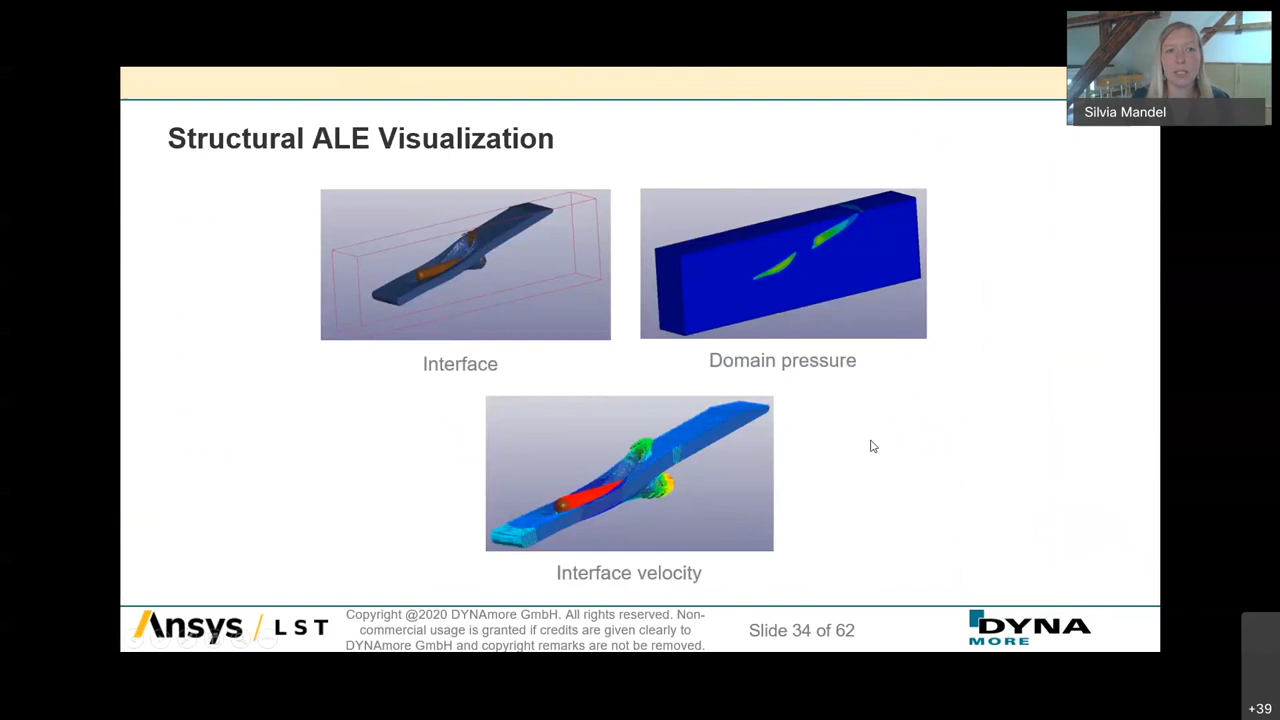 Silvia Mandel
Structural ALE Visualization
Interface
Domain pressure
Interface velocity
Ansys / LST
Copyright @2020 DYNAmore GmbH. All rights reserved. Non-
commercial usage is granted if credits are given clearly to
DYNAmore GmbH and copyright remarks are not be removed.
Slide 34 of 62
DYNA
MORE
+39